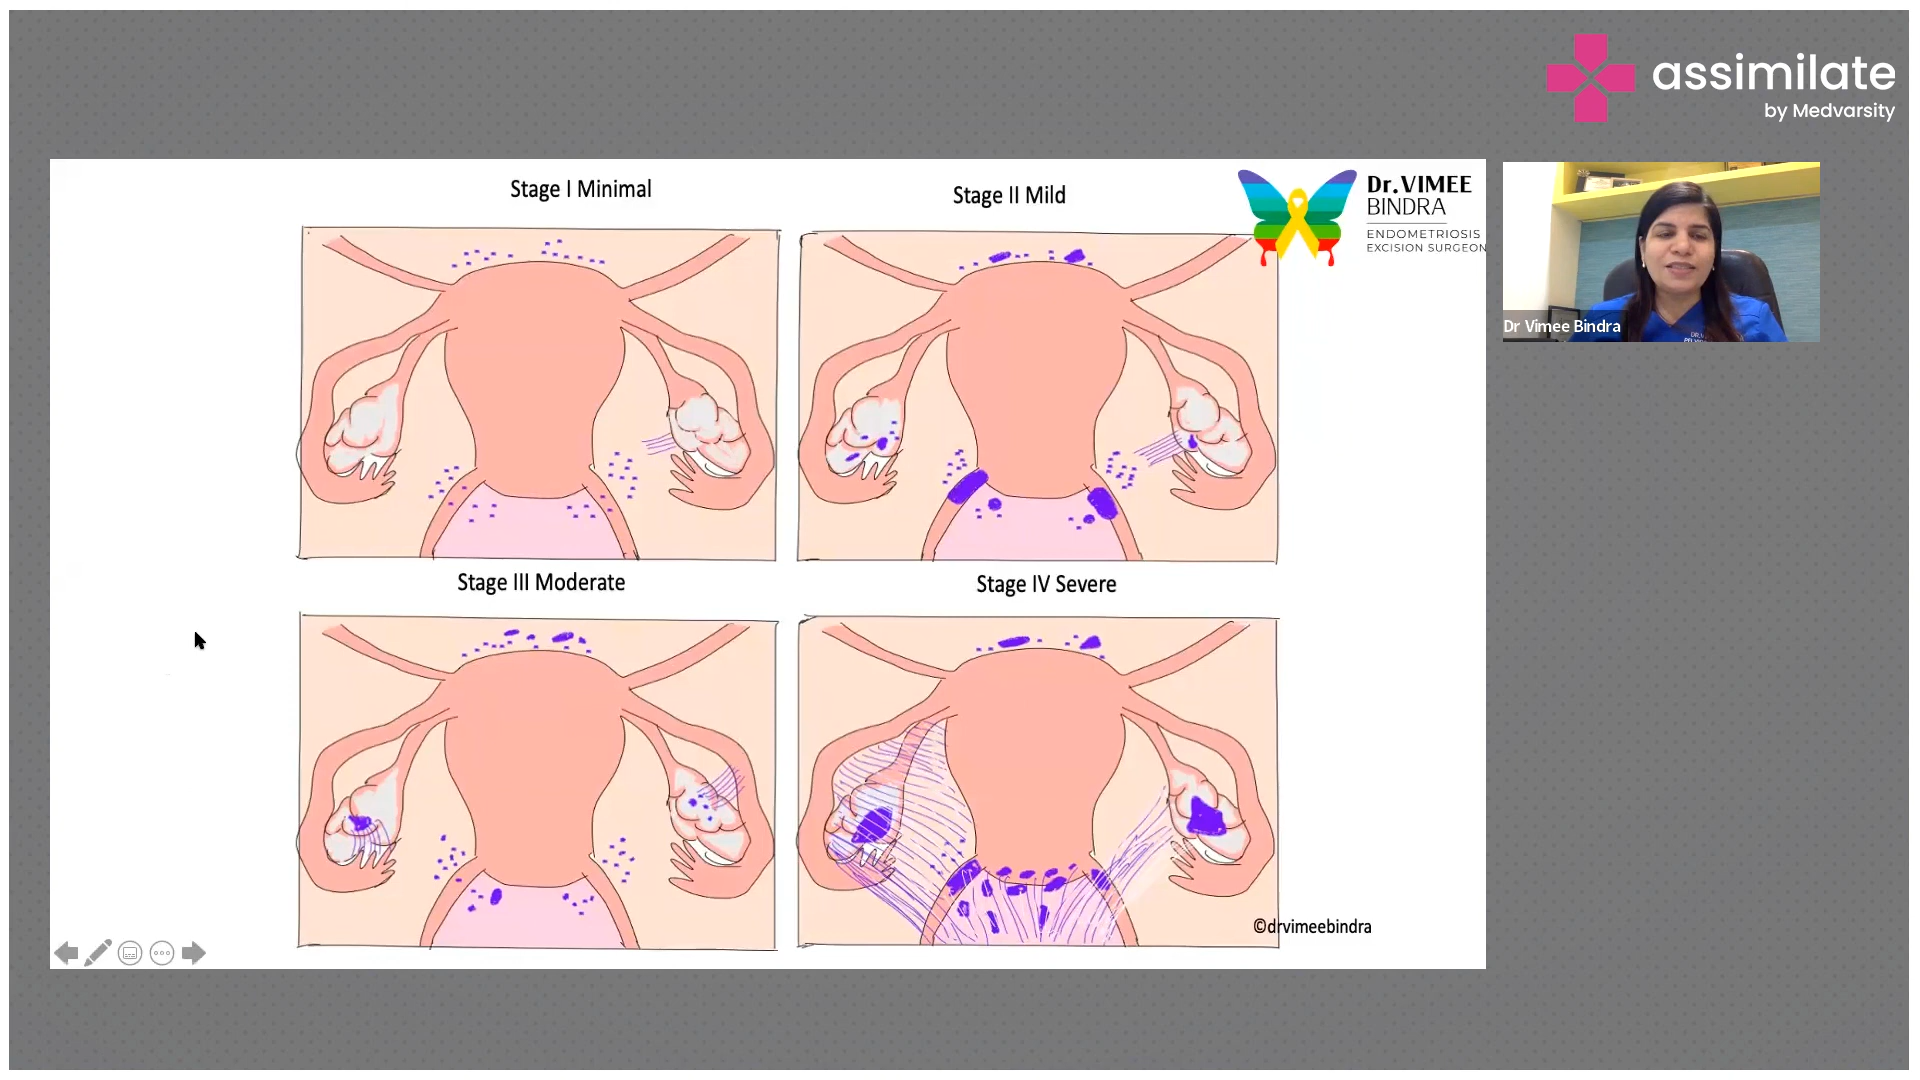 assimilate
by Medvarsity
Stage I Minimal
Stage II Mild
Dr.VIMEE
BINDRA
ENDOMETRIOSIS
EXCISION SURGEON
Dr Vimee Bindra
Stage III Moderate
Stage IV Severe
©drvimeebindra